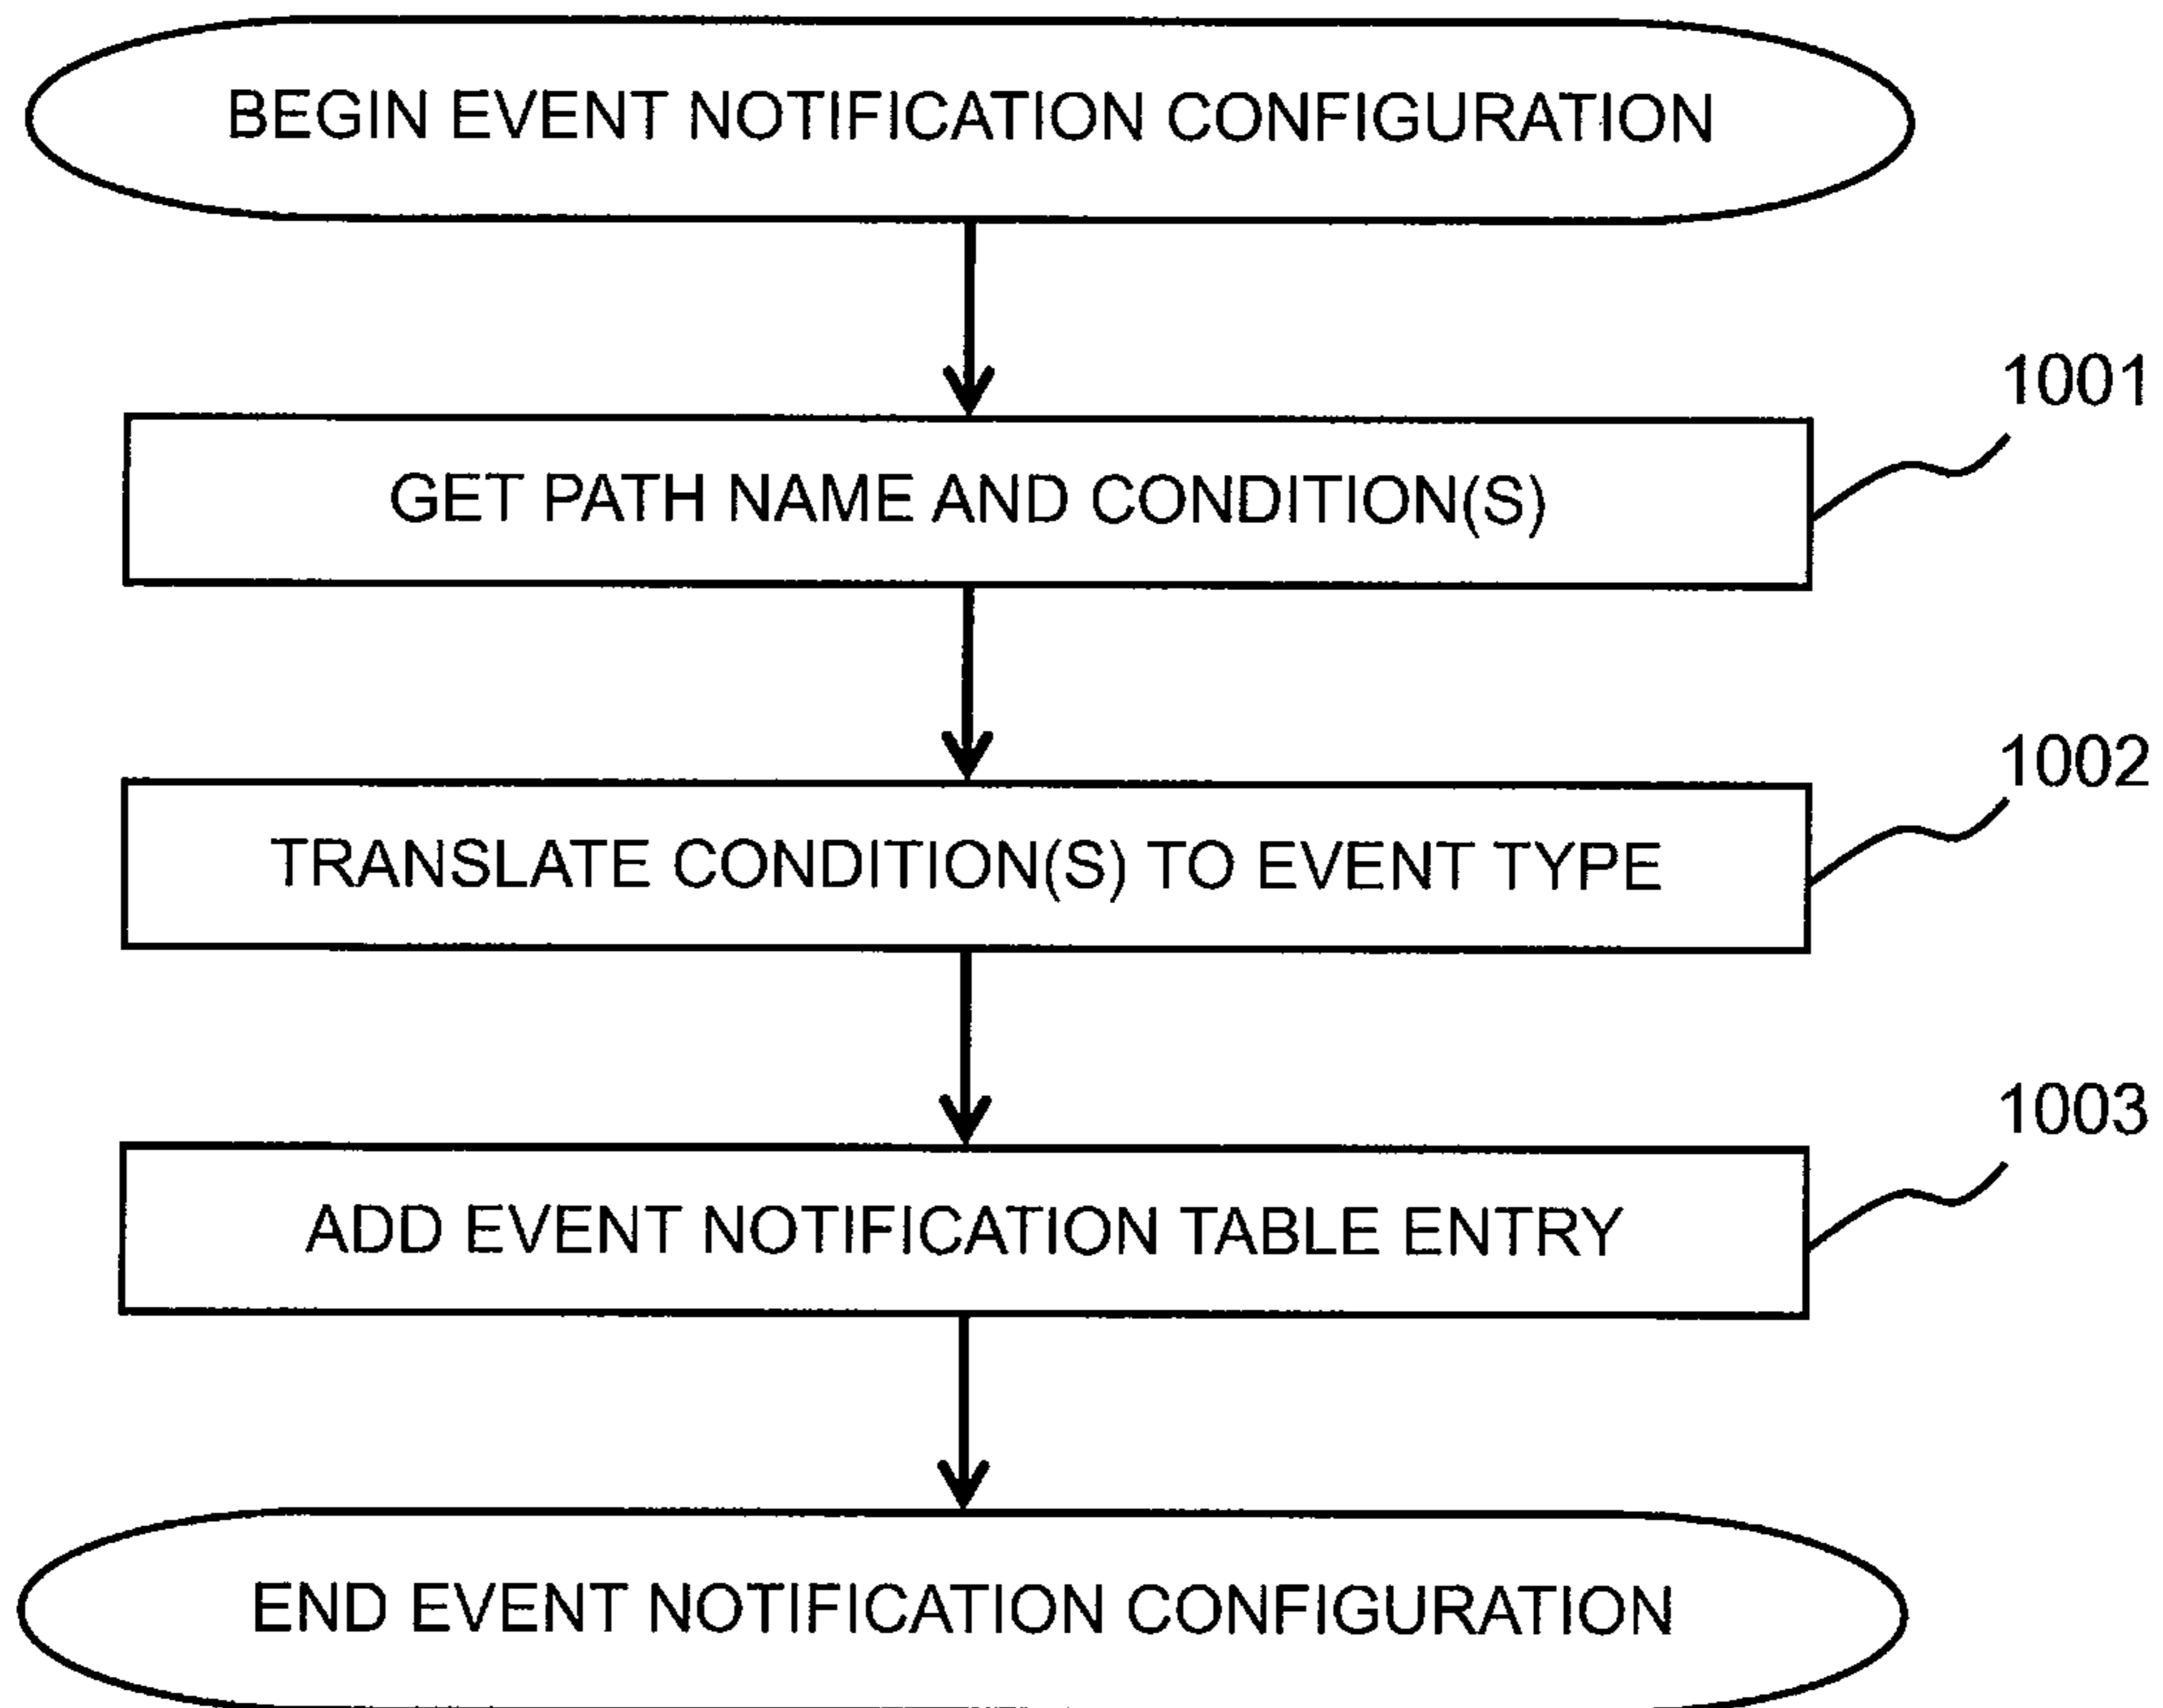 BEGIN EVENT NOTIFICATION CONFIGURATION
1001
GET PATH NAME AND CONDITION(S)
1002
TRANSLATE CONDITION(S) TO EVENT TYPE
1003
ADD EVENT NOTIFICATION TABLE ENTRY
END EVENT NOTIFICATION CONFIGURATION